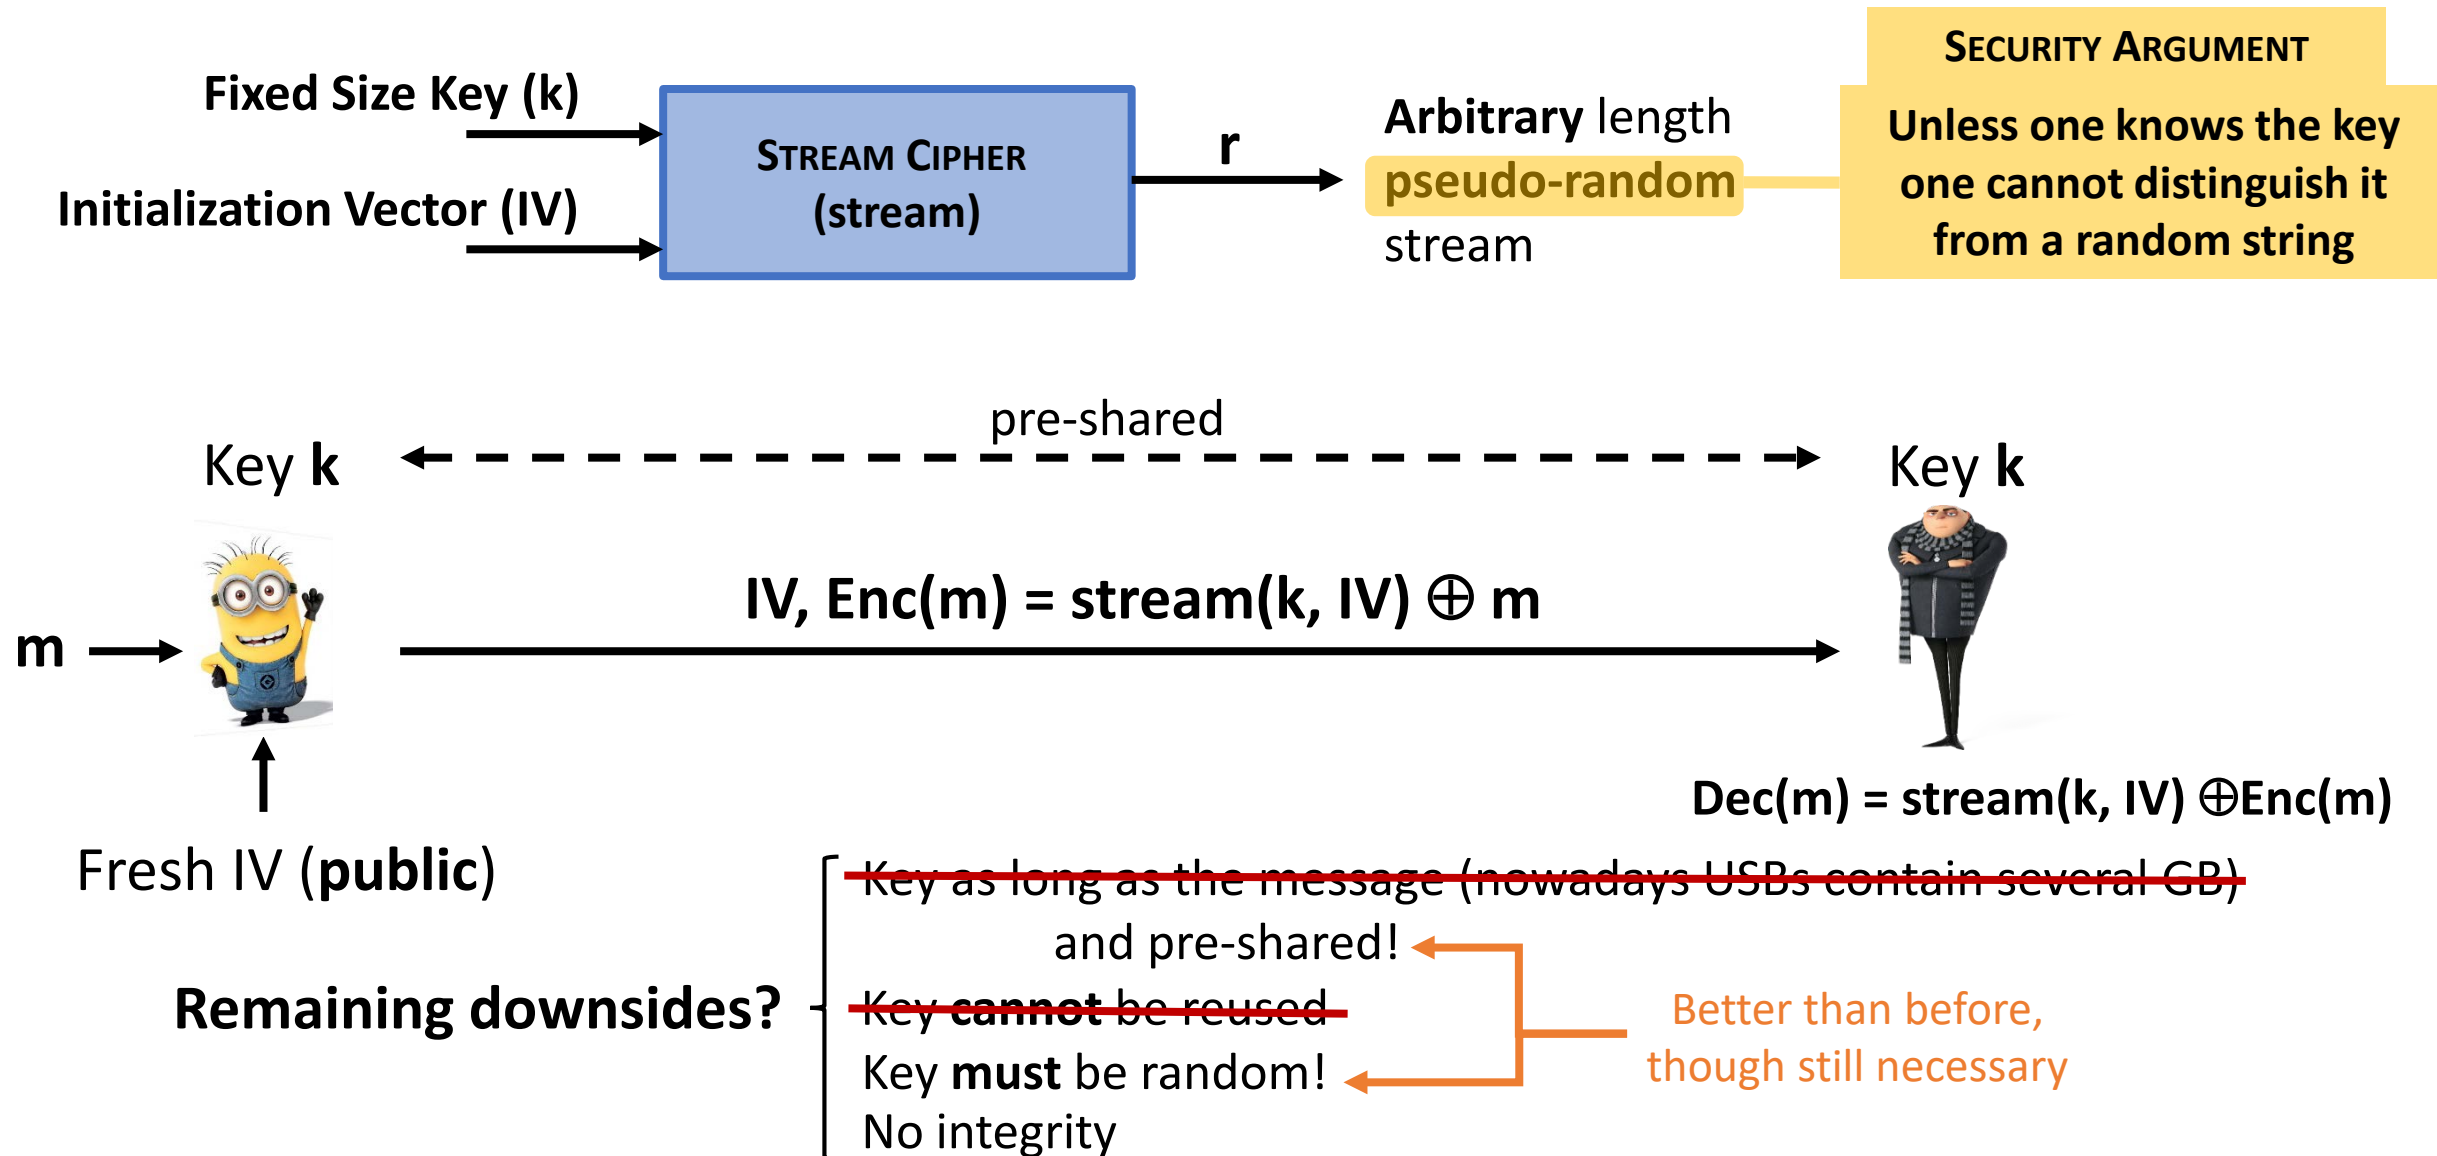 Fixed Size Key (k)
Initialization Vector (IV)
STREAM CIPHER
(stream)
r
Arbitrary length
pseudo-random
stream
SECURITY ARGUMENT
Unless one knows the key
one cannot distinguish it
from a random string
pre-shared
Key k
Key k
IV, Enc(m) = stream(k, IV) ⊕ m
m
Dec(m) = stream(k, IV) ⊕Enc(m)
Fresh IV (public)
Key as long as the message (nowadays USBs contain several GB)
and pre-shared!
Remaining downsides?
Key cannot be reused
Key must be random!
No integrity
Better than before,
though still necessary